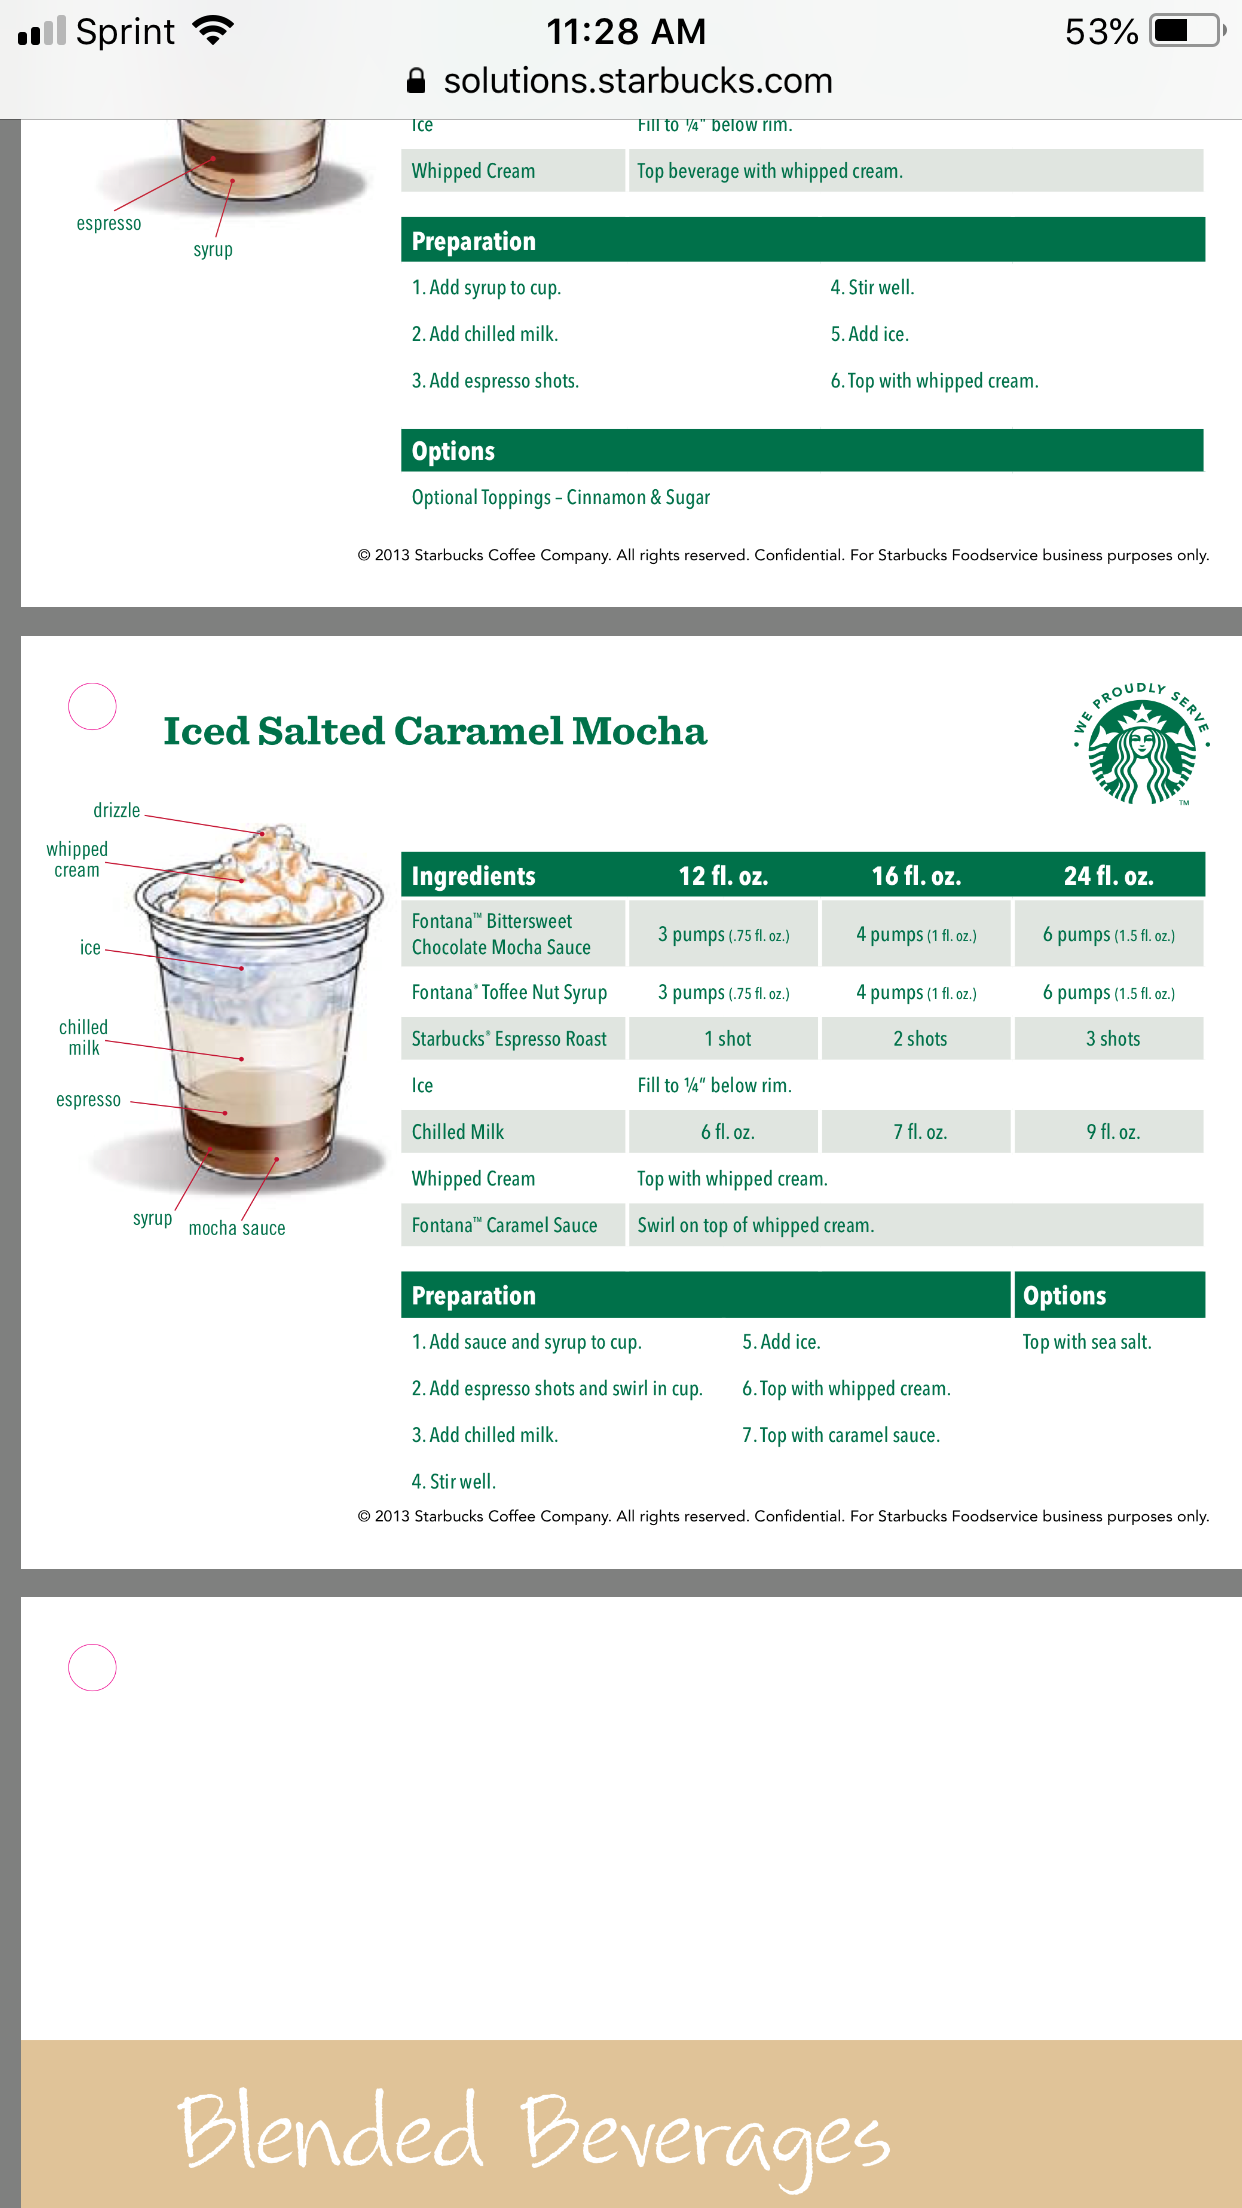 Sprint 11:28 AM 53%
solutions.starbucks.com
Ice Fill to ¼" below rim.
Whipped Cream Top beverage with whipped cream.
espresso
syrup
Preparation
1. Add syrup to cup. 4. Stir well.
2. Add chilled milk. 5. Add ice.
3. Add espresso shots. 6. Top with whipped cream.
Options
Optional Toppings – Cinnamon & Sugar
© 2013 Starbucks Coffee Company. All rights reserved. Confidential. For Starbucks Foodservice business purposes only.
Iced Salted Caramel Mocha
• WE PROUDLY SERVE •
TM
drizzle
whipped
cream
ice
chilled
milk
espresso
syrup
mocha sauce
Ingredients 12 fl. oz. 16 fl. oz. 24 fl. oz.
Fontana™ Bittersweet
Chocolate Mocha Sauce 3 pumps (.75 fl. oz.) 4 pumps (1 fl. oz.) 6 pumps (1.5 fl. oz.)
Fontana® Toffee Nut Syrup 3 pumps (.75 fl. oz.) 4 pumps (1 fl. oz.) 6 pumps (1.5 fl. oz.)
Starbucks® Espresso Roast 1 shot 2 shots 3 shots
Ice Fill to ¼" below rim.
Chilled Milk 6 fl. oz. 7 fl. oz. 9 fl. oz.
Whipped Cream Top with whipped cream.
Fontana™ Caramel Sauce Swirl on top of whipped cream.
Preparation Options
1. Add sauce and syrup to cup. 5. Add ice. Top with sea salt.
2. Add espresso shots and swirl in cup. 6. Top with whipped cream.
3. Add chilled milk. 7. Top with caramel sauce.
4. Stir well.
© 2013 Starbucks Coffee Company. All rights reserved. Confidential. For Starbucks Foodservice business purposes only.
Blended Beverages